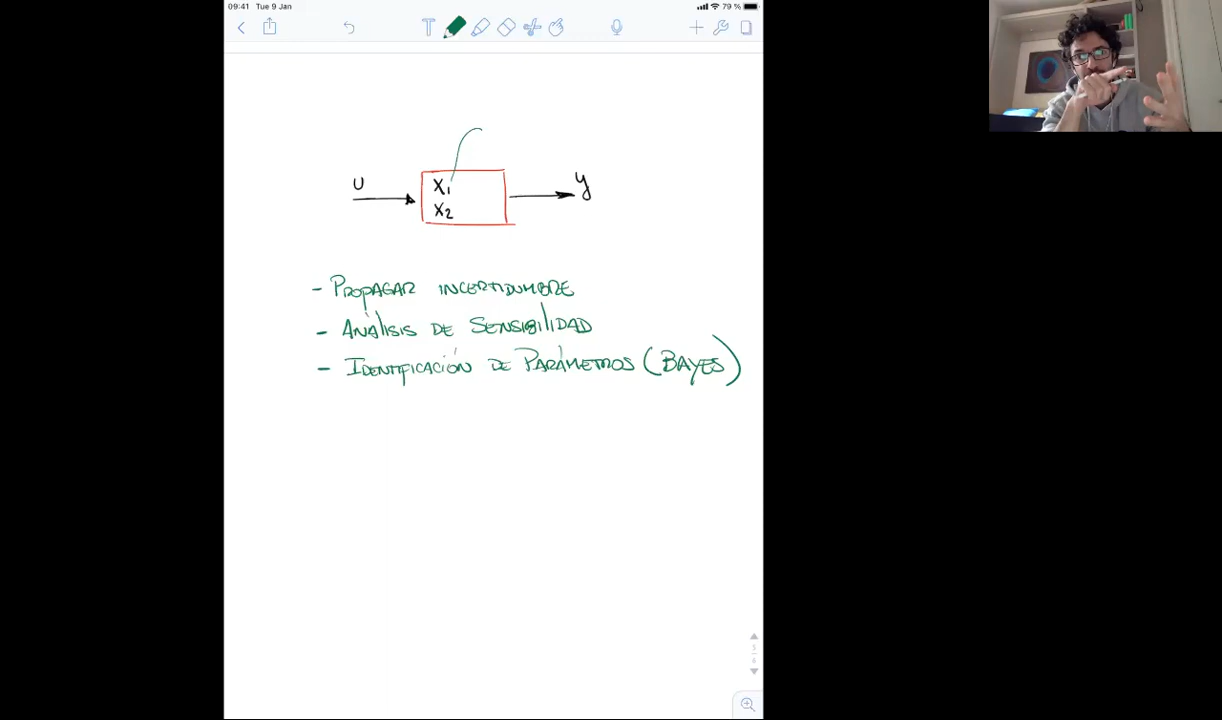 09:41 Tue 9 Jan 79 %
U X1 y
X2
- PROPAGAR INCERTIDUMBRE
- ANÁLISIS DE SENSIBILIDAD
- IDENTIFICACIÓN DE PARÁMETROS (BAYES)